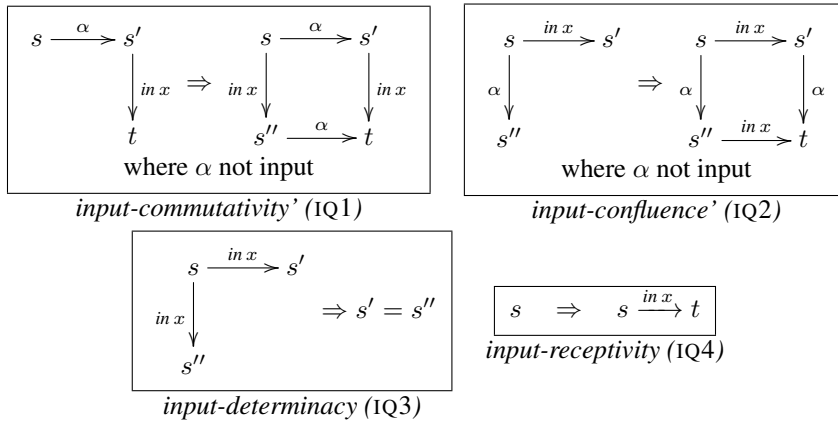 s α s′ s α s′ s in x s′ s in x s′
in x ⇒ in x in x α ⇒ α α
t s″ α t s″ s″ in x t
where α not input where α not input
input-commutativity' (IQ1) input-confluence' (IQ2)
s in x s′
in x ⇒ s′ = s″ s ⇒ s in x t
s″ input-receptivity (IQ4)
input-determinacy (IQ3)